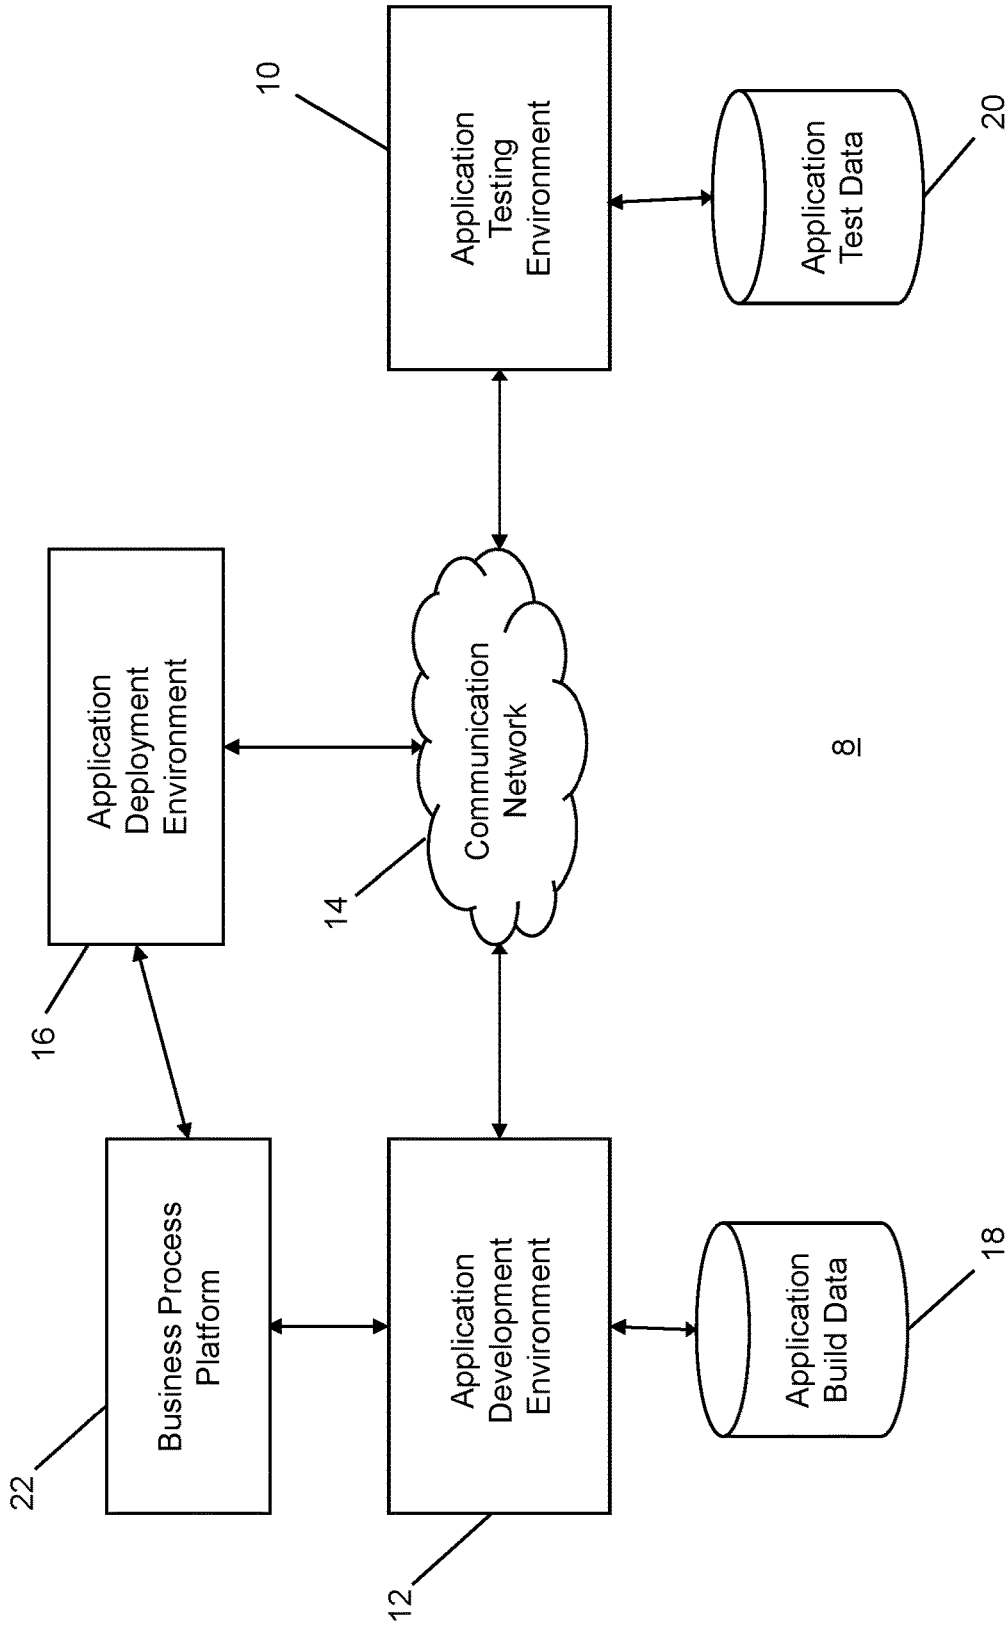 16
Application
Deployment
Environment
22
Business Process
Platform
10
Application
Testing
Environment
14
Communication
Network
12
Application
Development
Environment
Application
Build Data
18
Application
Test Data
20
8